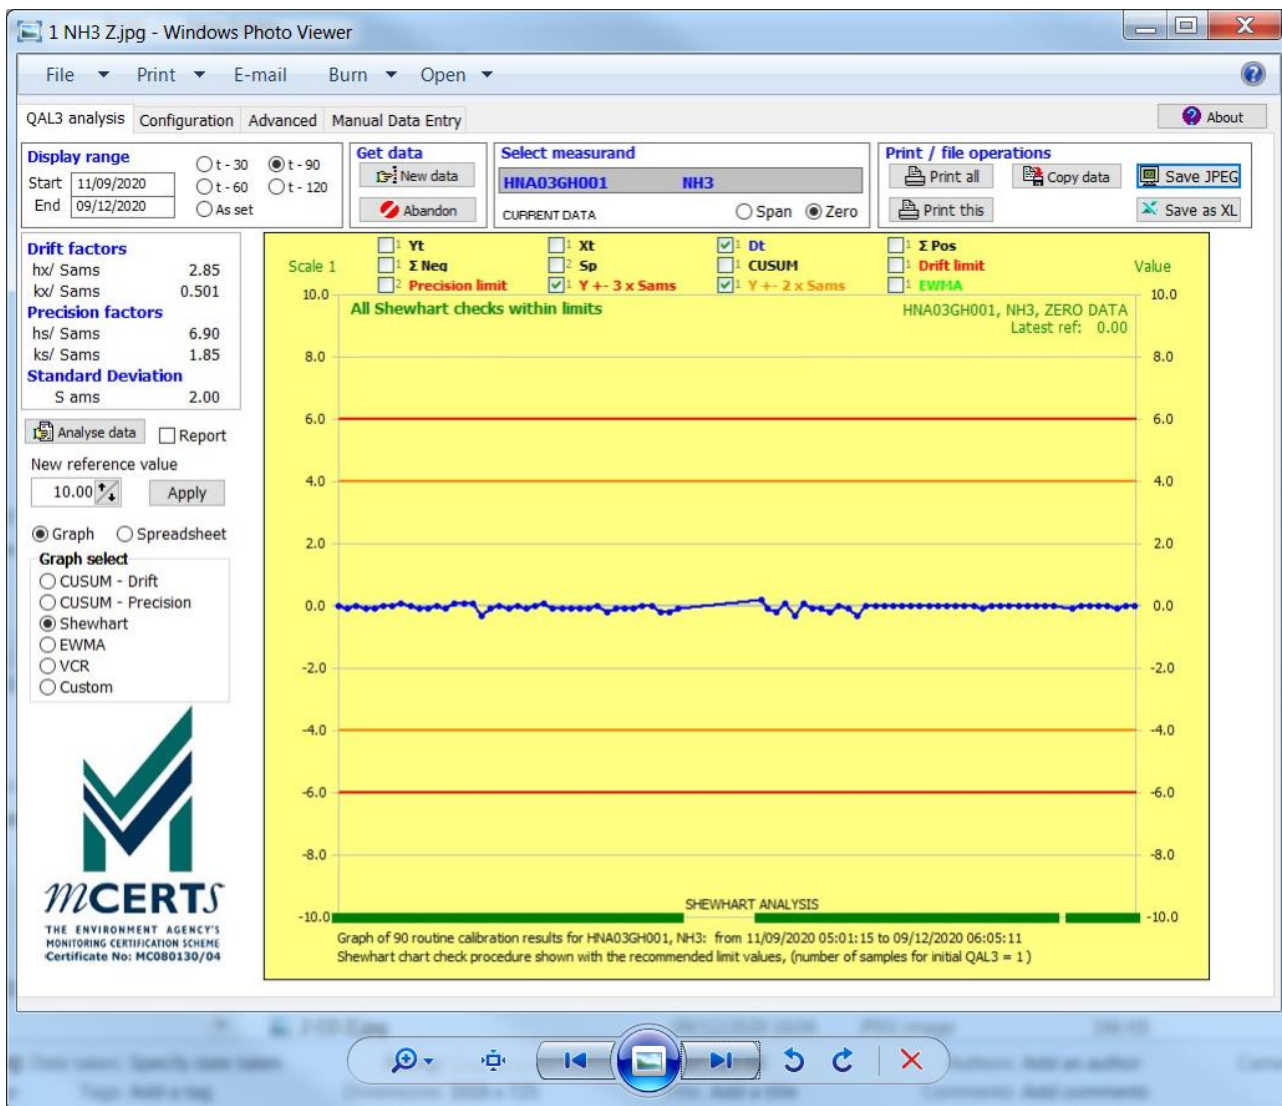 1 NH3 Z.jpg - Windows Photo Viewer
File Print E-mail Burn Open
QAL3 analysis Configuration Advanced Manual Data Entry About
Display range
t - 30 t - 90
Start 11/09/2020 t - 60 t - 120
End 09/12/2020 As set
Get data
New data
Abandon
Select measurand
HNA03GH001 NH3
CURRENT DATA Span Zero
Print / file operations
Print all Copy data Save JPEG
Print this Save as XL
Drift factors
hx/ Sams 2.85
kx/ Sams 0.501
Precision factors
hs/ Sams 6.90
ks/ Sams 1.85
Standard Deviation
S ams 2.00
Analyse data Report
New reference value
10.00 Apply
Graph Spreadsheet
Graph select
CUSUM - Drift
CUSUM - Precision
Shewhart
EWMA
VCR
Custom
mCERTS
THE ENVIRONMENT AGENCY'S
MONITORING CERTIFICATION SCHEME
Certificate No: MC080130/04
1 Yt 1 Xt 1 Dt 1 Σ Pos
Scale 1 1 Σ Neg 2 Sp 1 CUSUM 1 Drift limit Value
2 Precision limit 1 Y +- 3 x Sams 1 Y +- 2 x Sams 1 EWMA
10.0 All Shewhart checks within limits HNA03GH001, NH3, ZERO DATA 10.0
Latest ref: 0.00
8.0 8.0
6.0 6.0
4.0 4.0
2.0 2.0
0.0 0.0
-2.0 -2.0
-4.0 -4.0
-6.0 -6.0
-8.0 -8.0
SHEWHART ANALYSIS
-10.0 -10.0
Graph of 90 routine calibration results for HNA03GH001, NH3: from 11/09/2020 05:01:15 to 09/12/2020 06:05:11
Shewhart chart check procedure shown with the recommended limit values, (number of samples for initial QAL3 = 1 )